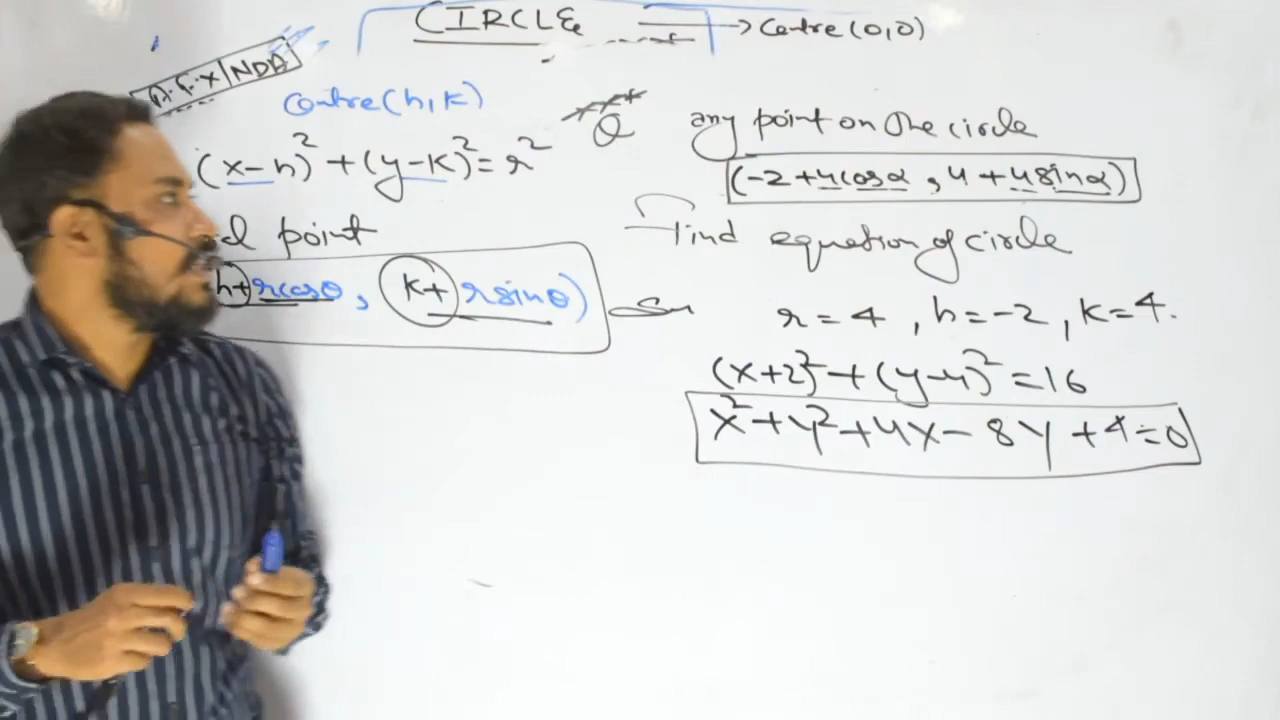 CIRCLE → Centre(0,0)
A.F.X/NDA
Centre(h,k)
(x-h)²+(y-k)²=r²
point
h+rcosθ, k+rsinθ)
*** Q any point on the circle
(-2+4cosα, 4+4sinα)
find equation of circle
r=4, h=-2, k=4.
(x+2)²+(y-4)²=16
x²+y²+4x-8y+4=0